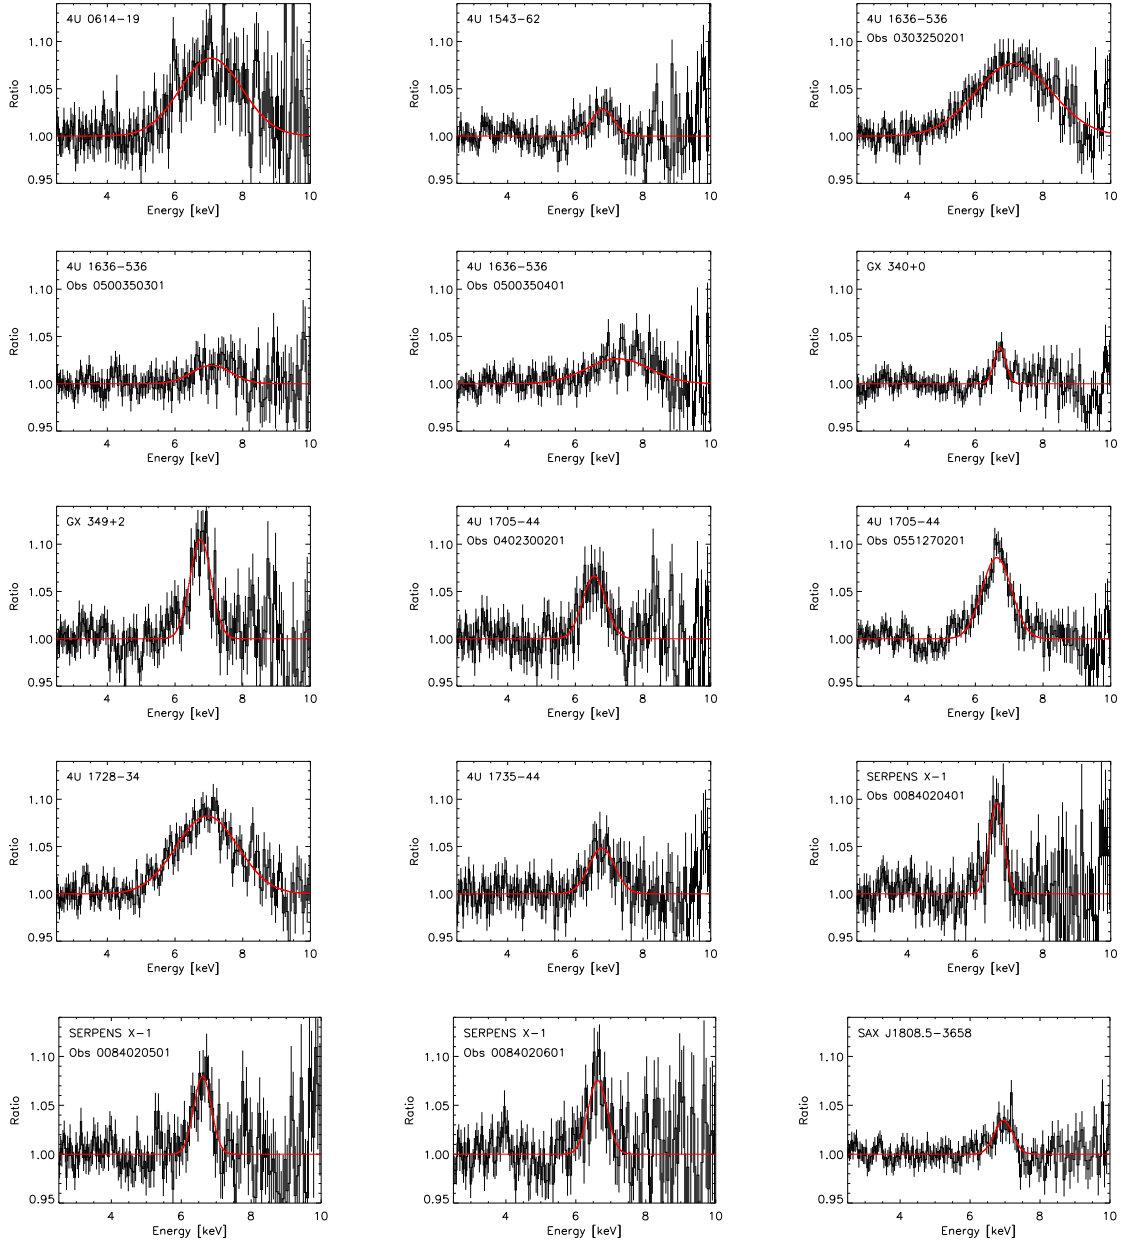 4U 0614−19
1.10
1.05
1.00
0.95
Ratio
4 6 8 10
Energy [keV]
4U 1543−62
1.10
1.05
1.00
0.95
Ratio
4 6 8 10
Energy [keV]
4U 1636−536
Obs 0303250201
1.10
1.05
1.00
0.95
Ratio
4 6 8 10
Energy [keV]
4U 1636−536
Obs 0500350301
1.10
1.05
1.00
0.95
Ratio
4 6 8 10
Energy [keV]
4U 1636−536
Obs 0500350401
1.10
1.05
1.00
0.95
Ratio
4 6 8 10
Energy [keV]
GX 340+0
1.10
1.05
1.00
0.95
Ratio
4 6 8 10
Energy [keV]
GX 349+2
1.10
1.05
1.00
0.95
Ratio
4 6 8 10
Energy [keV]
4U 1705−44
Obs 0402300201
1.10
1.05
1.00
0.95
Ratio
4 6 8 10
Energy [keV]
4U 1705−44
Obs 0551270201
1.10
1.05
1.00
0.95
Ratio
4 6 8 10
Energy [keV]
4U 1728−34
1.10
1.05
1.00
0.95
Ratio
4 6 8 10
Energy [keV]
4U 1735−44
1.10
1.05
1.00
0.95
Ratio
4 6 8 10
Energy [keV]
SERPENS X−1
Obs 0084020401
1.10
1.05
1.00
0.95
Ratio
4 6 8 10
Energy [keV]
SERPENS X−1
Obs 0084020501
1.10
1.05
1.00
0.95
Ratio
4 6 8 10
Energy [keV]
SERPENS X−1
Obs 0084020601
1.10
1.05
1.00
0.95
Ratio
4 6 8 10
Energy [keV]
SAX J1808.5−3658
1.10
1.05
1.00
0.95
Ratio
4 6 8 10
Energy [keV]